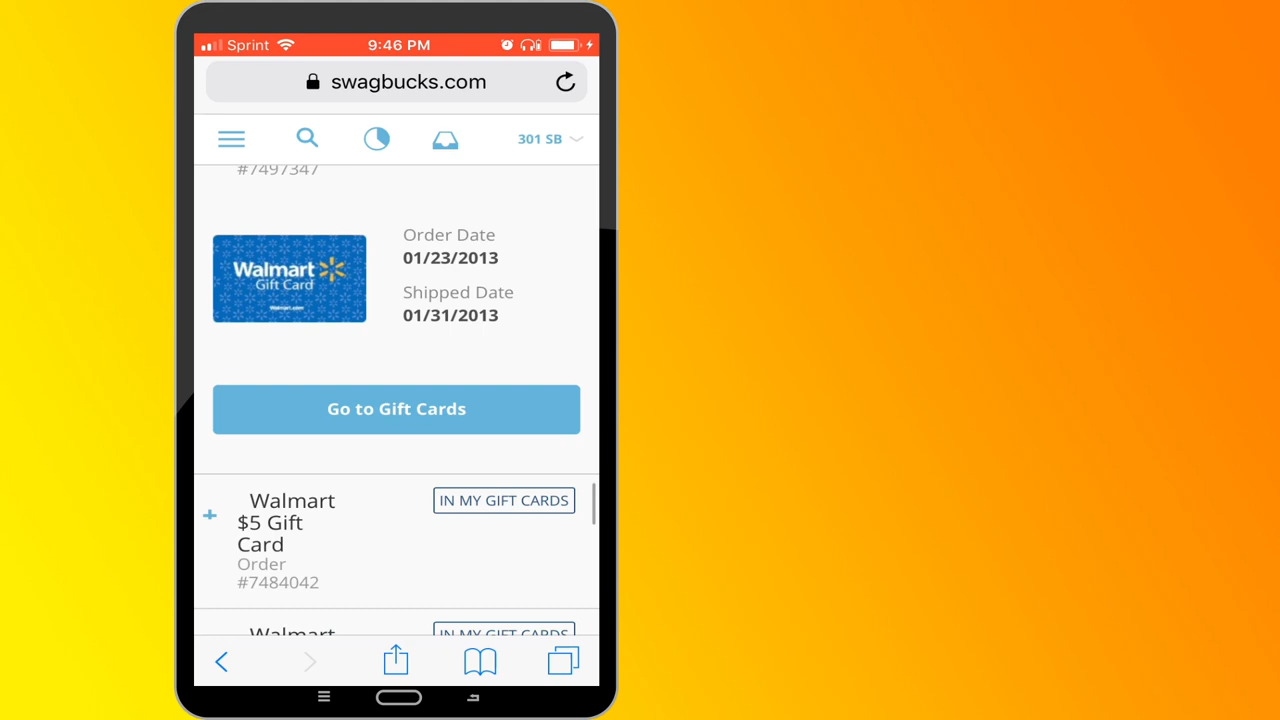 Sprint 9:46 PM
swagbucks.com
301 SB
#7497347
Walmart
Gift Card
Walmart.com
Order Date
01/23/2013
Shipped Date
01/31/2013
Go to Gift Cards
Walmart IN MY GIFT CARDS
$5 Gift
Card
Order
#7484042
Walmart IN MY GIFT CARDS